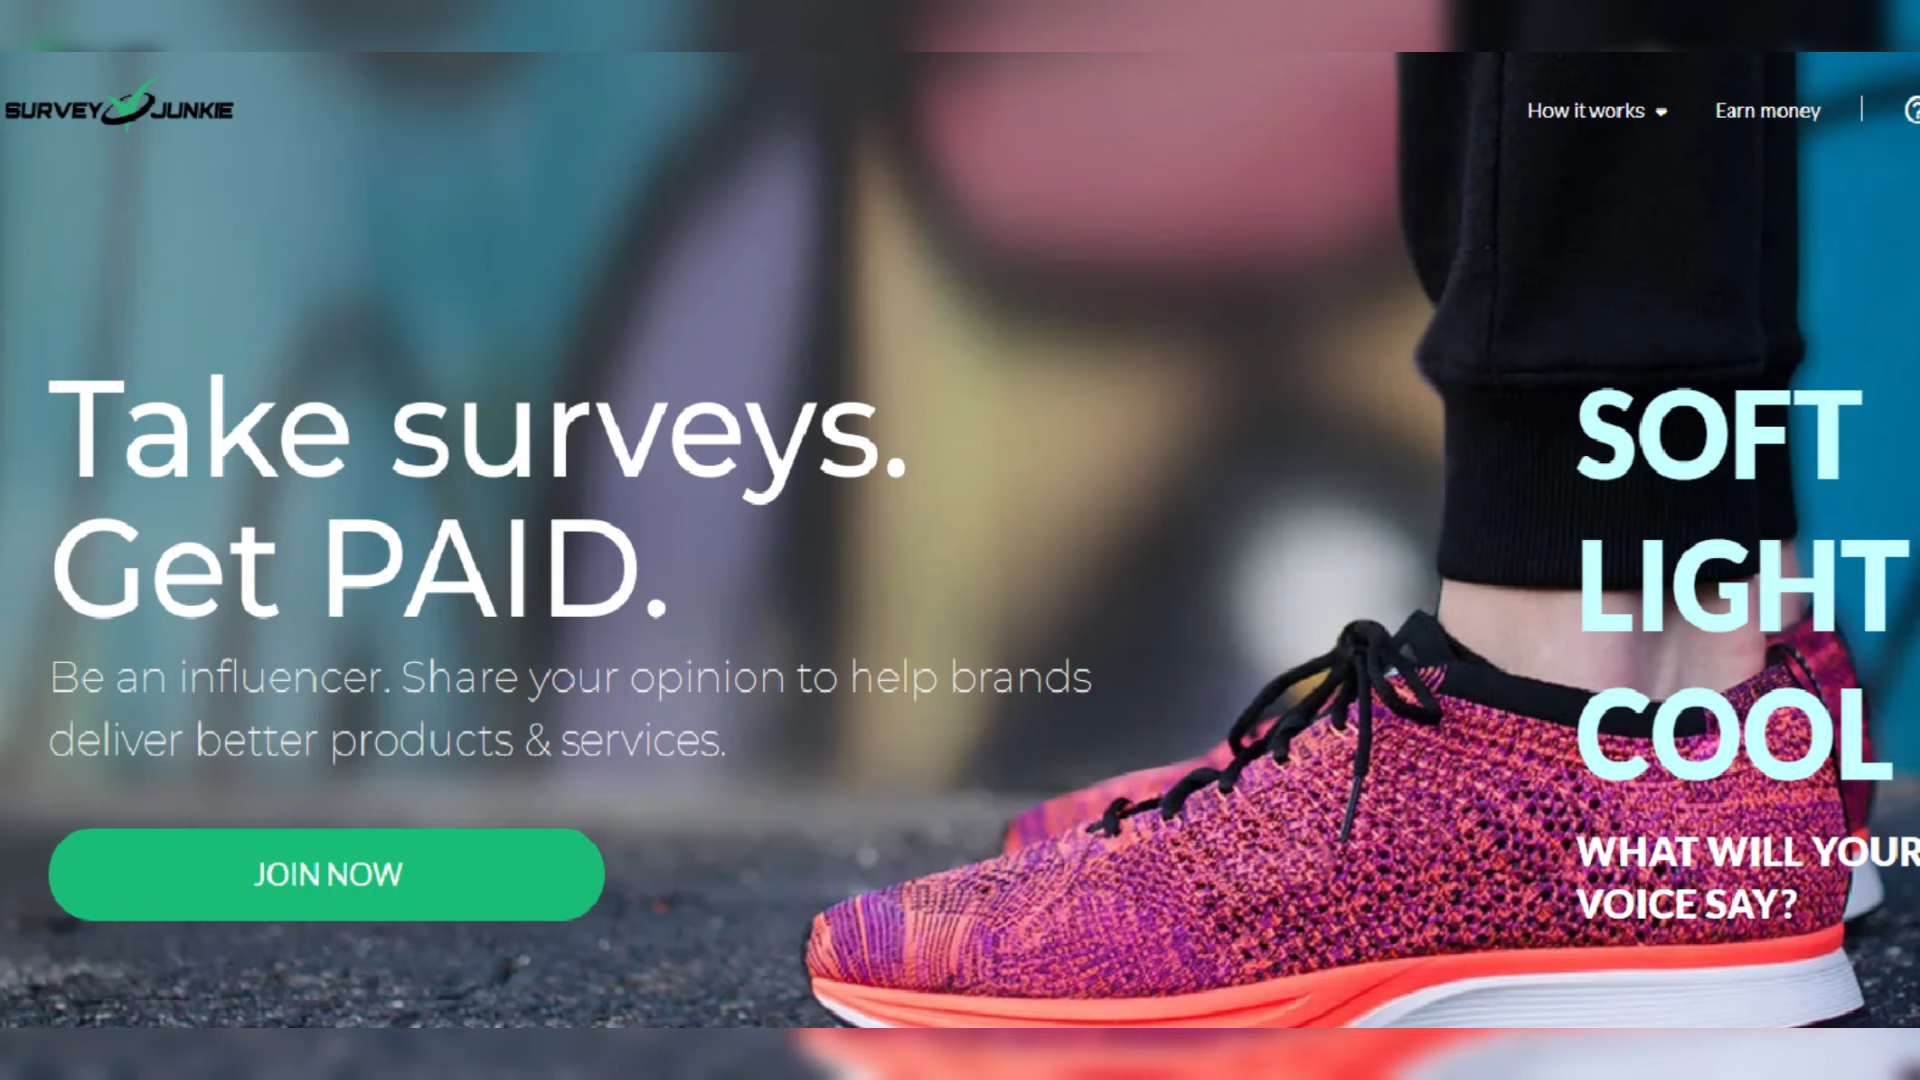 SURVEY JUNKIE
How it works
Earn money
Take surveys.
Get PAID.
Be an influencer. Share your opinion to help brands
deliver better products & services.
JOIN NOW
SOFT
LIGHT
COOL
WHAT WILL YOUR
VOICE SAY?